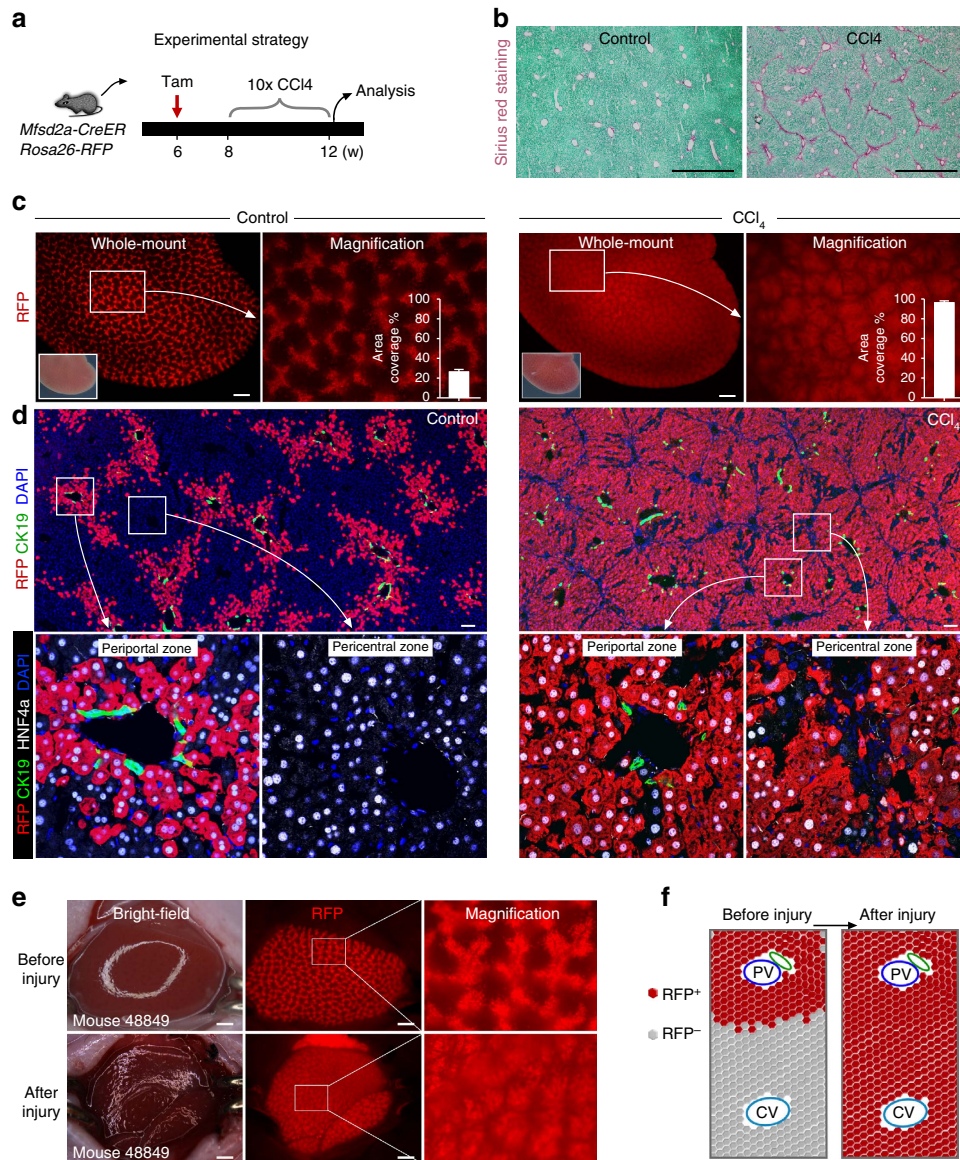 a
Experimental strategy
Tam
10x CCl4
Analysis
Mfsd2a-CreER
Rosa26-RFP
6
8
12 (w)
b
Sirius red staining
Control
CCl4
c
Control
RFP
Whole-mount
Magnification
Area coverage %
100
80
60
40
20
0
CCl₄
Whole-mount
Magnification
Area coverage %
100
80
60
40
20
0
d
RFP CK19 DAPI
Control
CCl₄
RFP CK19 HNF4a DAPI
Periportal zone
Pericentral zone
Periportal zone
Pericentral zone
e
Bright-field
RFP
Magnification
Before injury
Mouse 48849
After injury
Mouse 48849
f
Before injury
After injury
RFP⁺
RFP⁻
PV
CV
PV
CV